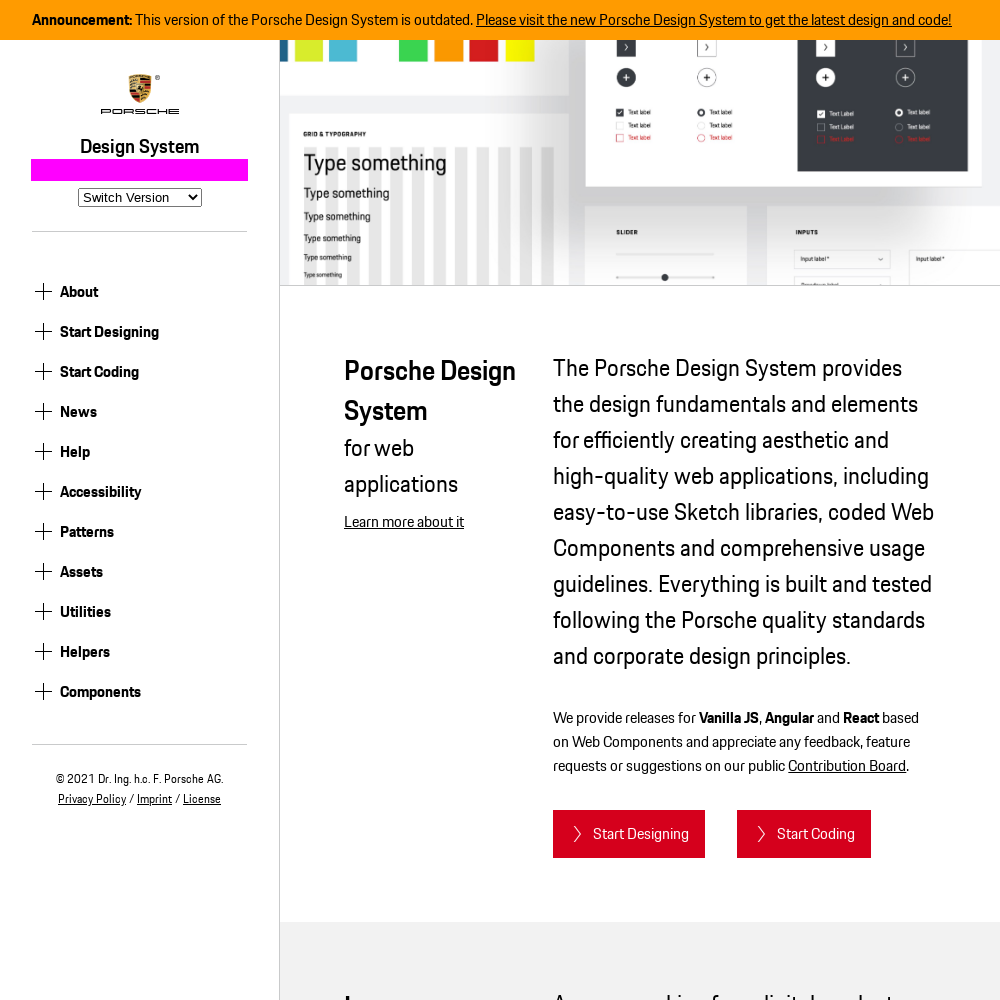 Announcement: This version of the Porsche Design System is outdated. Please visit the new Porsche Design System to get the latest design and code!
PORSCHE
Design System
Switch Version
About
Start Designing
Start Coding
News
Help
Accessibility
Patterns
Assets
Utilities
Helpers
Components
© 2021 Dr. Ing. h.c. F. Porsche AG.
Privacy Policy / Imprint / License
GRID & TYPOGRAPHY
Type something
Type something
Type something
Type something
Type something
Type something
Text label Text label
Text label Text label
Text label Text label
Text Label Text Label
Text Label Text Label
Text Label Text Label
SLIDER
INPUTS
Input label* Input label*
Porsche Design
System
for web
applications
Learn more about it
The Porsche Design System provides
the design fundamentals and elements
for efficiently creating aesthetic and
high-quality web applications, including
easy-to-use Sketch libraries, coded Web
Components and comprehensive usage
guidelines. Everything is built and tested
following the Porsche quality standards
and corporate design principles.
We provide releases for Vanilla JS, Angular and React based
on Web Components and appreciate any feedback, feature
requests or suggestions on our public Contribution Board.
Start Designing Start Coding